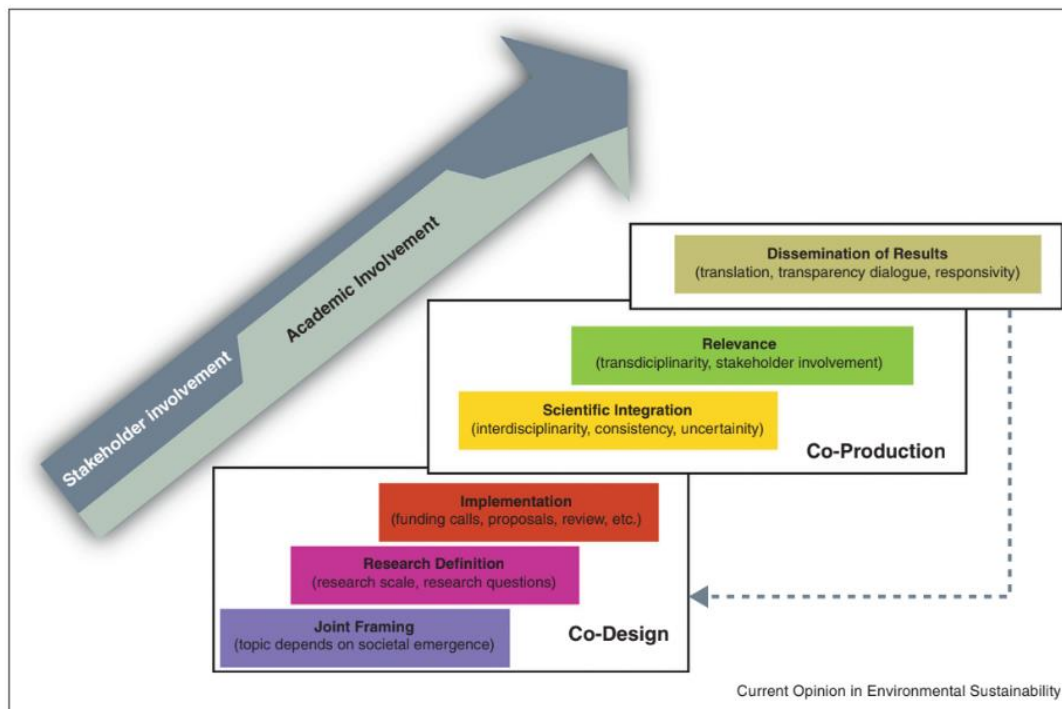 Stakeholder involvement
Academic Involvement
Dissemination of Results
(translation, transparency dialogue, responsivity)
Relevance
(transdiciplinarity, stakeholder involvement)
Scientific Integration
(interdisciplinarity, consistency, uncertainity)
Co-Production
Implementation
(funding calls, proposals, review, etc.)
Research Definition
(research scale, research questions)
Joint Framing
(topic depends on societal emergence)
Co-Design
Current Opinion in Environmental Sustainability